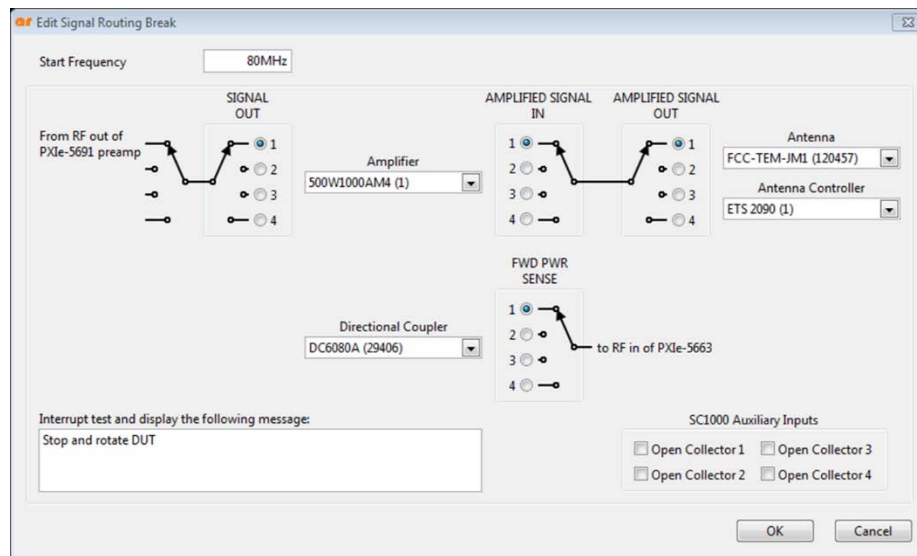 ar Edit Signal Routing Break
Start Frequency 80MHz
SIGNAL OUT
From RF out of
PXIe-5691 preamp
1
2
3
4
Amplifier
500W1000AM4 (1)
AMPLIFIED SIGNAL IN
1
2
3
4
AMPLIFIED SIGNAL OUT
1
2
3
4
Antenna
FCC-TEM-JM1 (120457)
Antenna Controller
ETS 2090 (1)
Directional Coupler
DC6080A (29406)
FWD PWR
SENSE
1
2
3
4
to RF in of PXIe-5663
Interrupt test and display the following message:
Stop and rotate DUT
SC1000 Auxiliary Inputs
Open Collector 1 Open Collector 3
Open Collector 2 Open Collector 4
OK Cancel